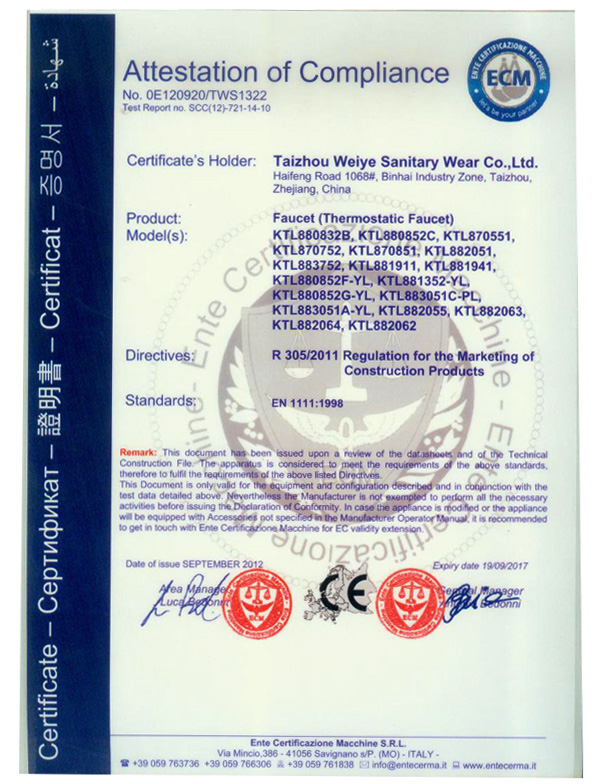 Attestation of Compliance
No. 0E120920/TWS1322
Test Report no. SCC(12)-721-14-10
ENTE CERTIFICAZIONE MACCHINE
ECM
let's be your partner
Certificate's Holder: Taizhou Weiye Sanitary Wear Co.,Ltd.
Haifeng Road 1068#, Binhai Industry Zone, Taizhou,
Zhejiang, China
Product: Faucet (Thermostatic Faucet)
Model(s): KTL880832B, KTL880852C, KTL870551,
KTL870752, KTL870851, KTL882051,
KTL883752, KTL881911, KTL881941,
KTL880852F-YL, KTL881352-YL,
KTL880852G-YL, KTL883051C-PL,
KTL883051A-YL, KTL882055, KTL882063,
KTL882064, KTL882062
Directives: R 305/2011 Regulation for the Marketing of
Construction Products
Standards: EN 1111:1998
Remark: This document has been issued upon a review of the datasheets and of the Technical
Construction File. The apparatus is considered to meet the requirements of the above standards,
therefore to fulfil the requirements of the above listed Directives.
This Document is only valid for the equipment and configuration described and in conjunction with the
test data detailed above. Nevertheless the Manufacturer is not exempted to perform all the necessary
activities before issuing the Declaration of Conformity. In case the appliance is modified or the appliance
will be equipped with Accessories not specified in the Manufacturer Operator Manual, it is recommended
to get in touch with Ente Certificazione Macchine for EC validity extension.
Date of issue SEPTEMBER 2012 Expiry date 19/09/2017
Area Manager General Manager
Luca Bedonni Bedonni
ECM CE ECM
Ente Certificazione Macchine S.R.L.
Via Mincio,386 - 41056 Savignano s/P. (MO) - ITALY -
+39 059 763736 +39 059 766306 +39 059 761838 info@entecerma.it www.entecerma.it
Certificate – Сертификат – 證明書 – Certificat – 증명서 – شهادة
Ente Certificazione Macchine